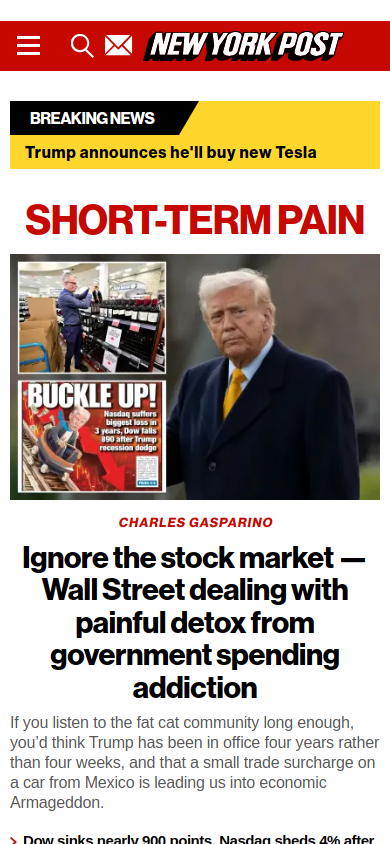 NEW YORK POST
BREAKING NEWS
Trump announces he'll buy new Tesla
SHORT-TERM PAIN
BUCKLE UP!
Nasdaq suffers
biggest loss in
3 years, Dow falls
890 after Trump
recession dodge
CHARLES GASPARINO
Ignore the stock market —
Wall Street dealing with
painful detox from
government spending
addiction
If you listen to the fat cat community long enough,
you'd think Trump has been in office four years rather
than four weeks, and that a small trade surcharge on
a car from Mexico is leading us into economic
Armageddon.
Dow sinks nearly 900 points, Nasdaq sheds 4% after